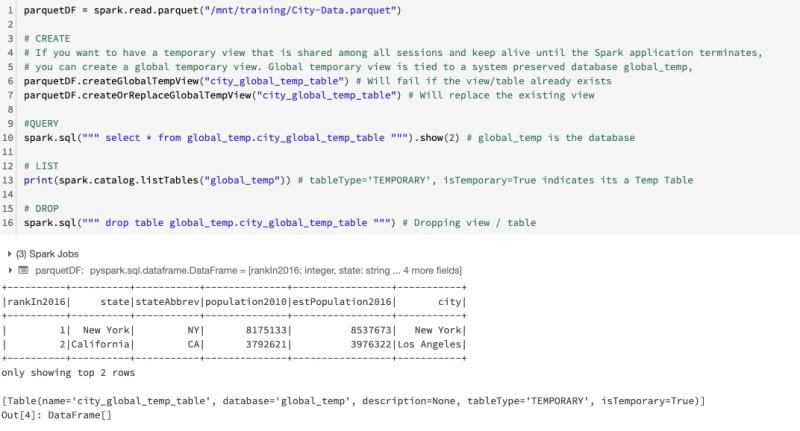 1 parquetDF = spark.read.parquet("/mnt/training/City-Data.parquet")
2
3 # CREATE
4 # If you want to have a temporary view that is shared among all sessions and keep alive until the Spark application terminates,
5 # you can create a global temporary view. Global temporary view is tied to a system preserved database global_temp,
6 parquetDF.createGlobalTempView("city_global_temp_table") # Will fail if the view/table already exists
7 parquetDF.createOrReplaceGlobalTempView("city_global_temp_table") # Will replace the existing view
8
9 #QUERY
10 spark.sql(""" select * from global_temp.city_global_temp_table """).show(2) # global_temp is the database
11
12 # LIST
13 print(spark.catalog.listTables("global_temp")) # tableType='TEMPORARY', isTemporary=True indicates its a Temp Table
14
15 # DROP
16 spark.sql(""" drop table global_temp.city_global_temp_table """) # Dropping view / table
(3) Spark Jobs
parquetDF: pyspark.sql.dataframe.DataFrame = [rankIn2016: integer, state: string ... 4 more fields]
+----------+----------+-----------+--------------+-----------------+-----------+
|rankIn2016|     state|stateAbbrev|population2010|estPopulation2016|       city|
+----------+----------+-----------+--------------+-----------------+-----------+
|         1|  New York|         NY|       8175133|          8537673|   New York|
|         2|California|         CA|       3792621|          3976322|Los Angeles|
+----------+----------+-----------+--------------+-----------------+-----------+
only showing top 2 rows
[Table(name='city_global_temp_table', database='global_temp', description=None, tableType='TEMPORARY', isTemporary=True)]
Out[4]: DataFrame[]